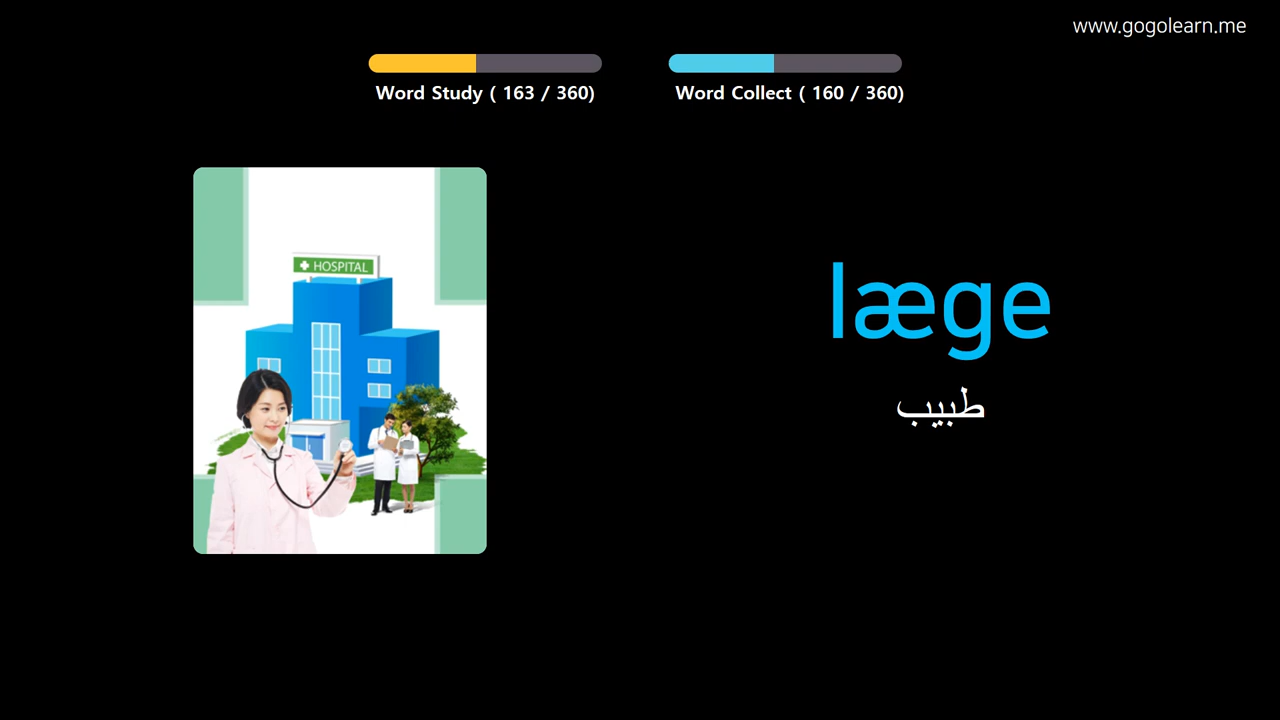 www.gogolearn.me
Word Study ( 163 / 360)
Word Collect ( 160 / 360)
HOSPITAL
læge
طبيب